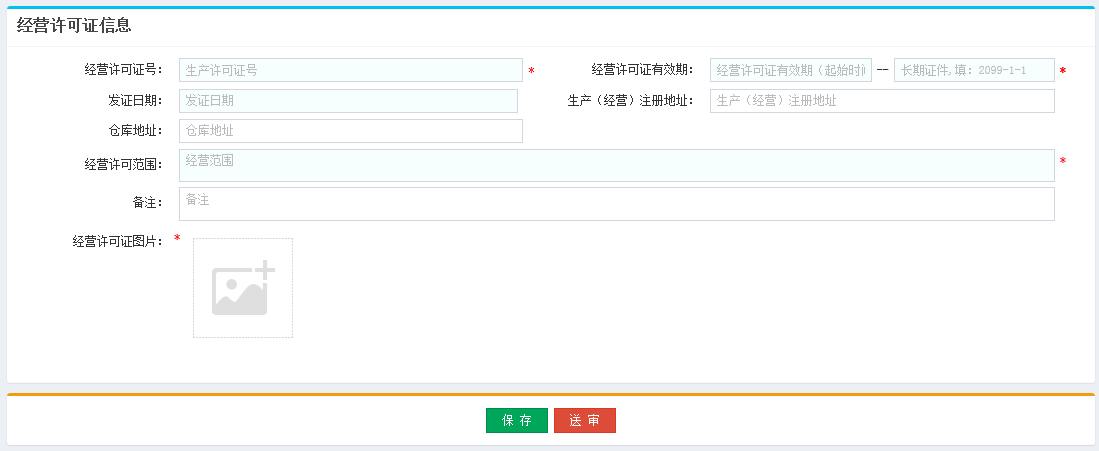 经营许可证信息
经营许可证号： 生产许可证号 * 经营许可证有效期： 经营许可证有效期（起始时间 -- 长期证件,填: 2099-1-1 *
发证日期： 发证日期 生产（经营）注册地址： 生产（经营）注册地址
仓库地址： 仓库地址
经营许可范围： 经营范围 *
备注： 备注
经营许可证图片： *
保 存 送 审